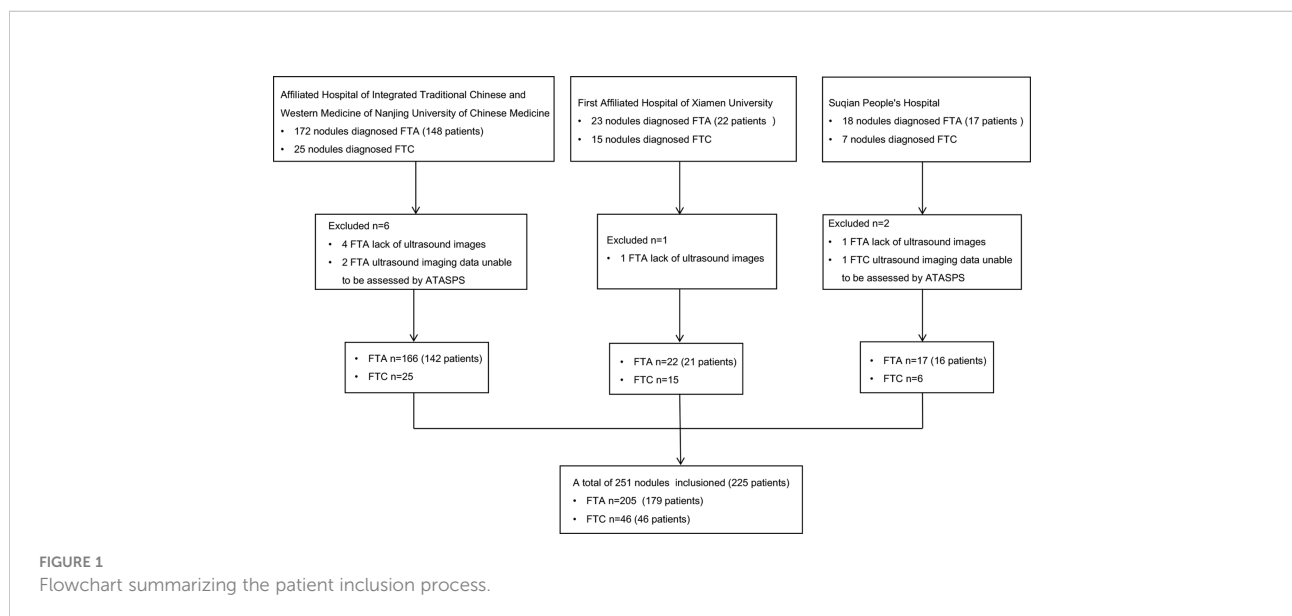 Affiliated Hospital of Integrated Traditional Chinese and
Western Medicine of Nanjing University of Chinese Medicine
• 172 nodules diagnosed FTA (148 patients)
• 25 nodules diagnosed FTC
First Affiliated Hospital of Xiamen University
• 23 nodules diagnosed FTA (22 patients )
• 15 nodules diagnosed FTC
Suqian People's Hospital
• 18 nodules diagnosed FTA (17 patients )
• 7 nodules diagnosed FTC
Excluded n=6
• 4 FTA lack of ultrasound images
• 2 FTA ultrasound imaging data unable
to be assessed by ATASPS
Excluded n=1
• 1 FTA lack of ultrasound images
Excluded n=2
• 1 FTA lack of ultrasound images
• 1 FTC ultrasound imaging data unable
to be assessed by ATASPS
• FTA n=166 (142 patients)
• FTC n=25
• FTA n=22 (21 patients)
• FTC n=15
• FTA n=17 (16 patients)
• FTC n=6
A total of 251 nodules inclusioned (225 patients)
• FTA n=205 (179 patients)
• FTC n=46 (46 patients)
FIGURE 1
Flowchart summarizing the patient inclusion process.